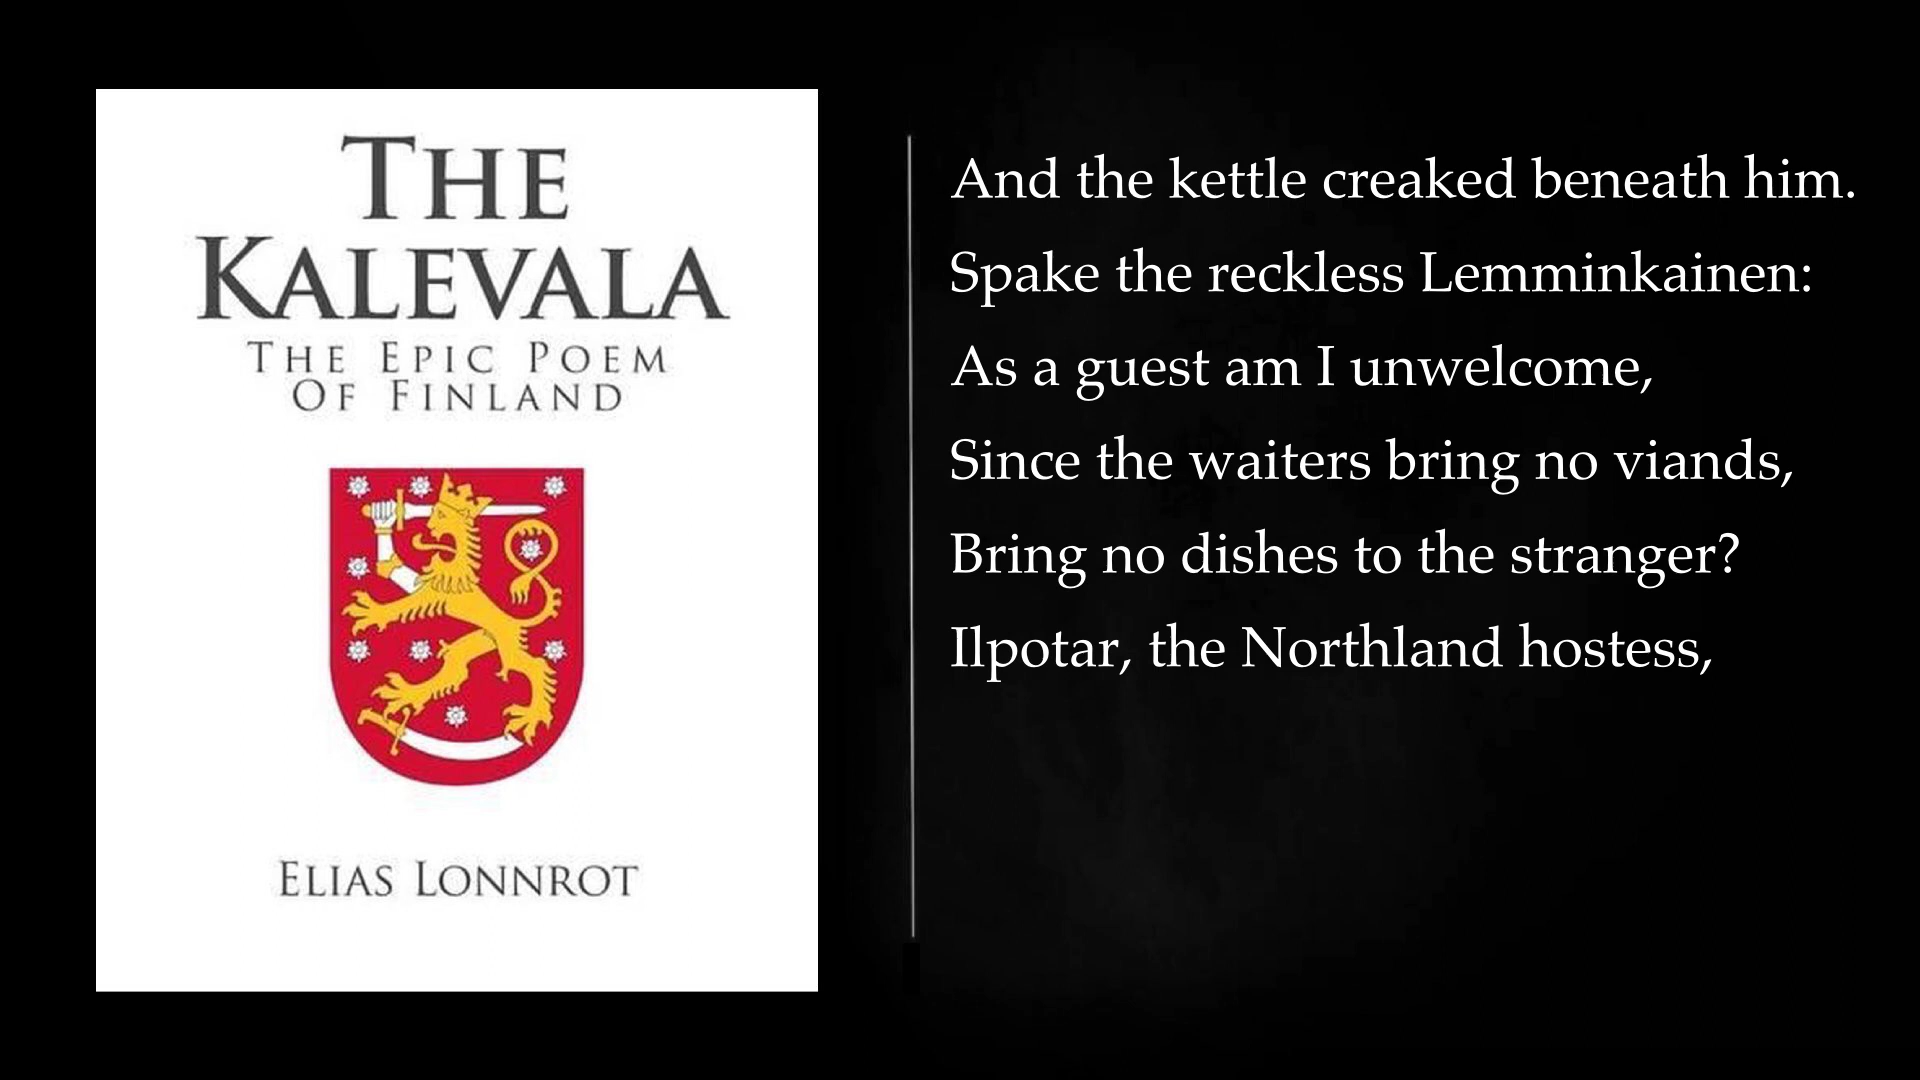 THE
KALEVALA
THE EPIC POEM
OF FINLAND
ELIAS LONNROT
And the kettle creaked beneath him.
Spake the reckless Lemminkainen:
As a guest am I unwelcome,
Since the waiters bring no viands,
Bring no dishes to the stranger?
Ilpotar, the Northland hostess,